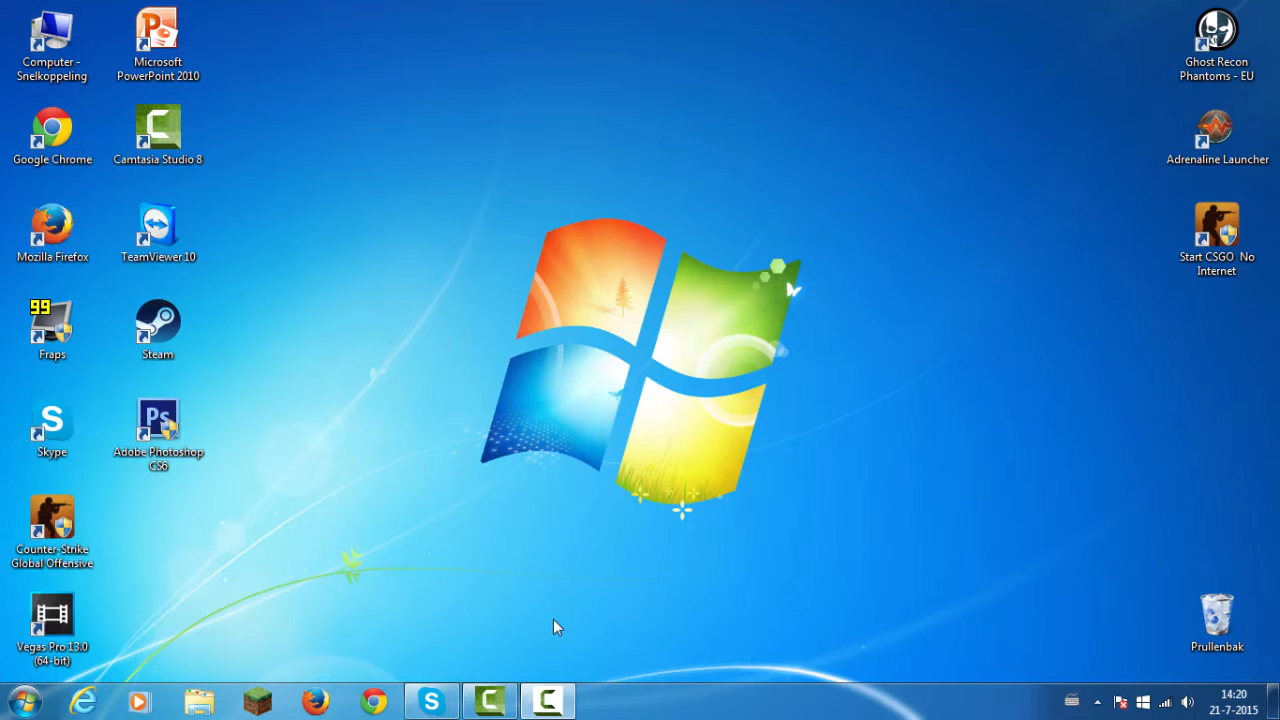 Computer -
Snelkoppeling
Microsoft
PowerPoint 2010
Ghost Recon
Phantoms - EU
Google Chrome
Camtasia Studio 8
Adrenaline Launcher
Mozilla Firefox
TeamViewer 10
Start CSGO No
Internet
99
Fraps
Steam
S
Skype
Ps
Adobe Photoshop
CS6
Counter-Strike
Global Offensive
Vegas Pro 13.0
(64-bit)
Prullenbak
14:20
21-7-2015